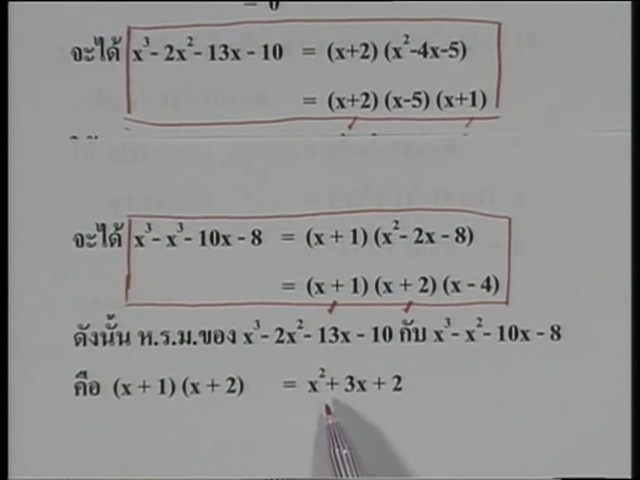 = 0
จะได้ x³- 2x²- 13x - 10 = (x+2) (x²-4x-5)
= (x+2) (x-5) (x+1)
จะได้ x³- x³- 10x - 8 = (x + 1) (x²- 2x - 8)
= (x + 1) (x + 2) (x - 4)
ดังนั้น ห.ร.ม.ของ x³- 2x²- 13x - 10 กับ x³- x²- 10x - 8
คือ (x + 1) (x + 2) = x²+ 3x + 2